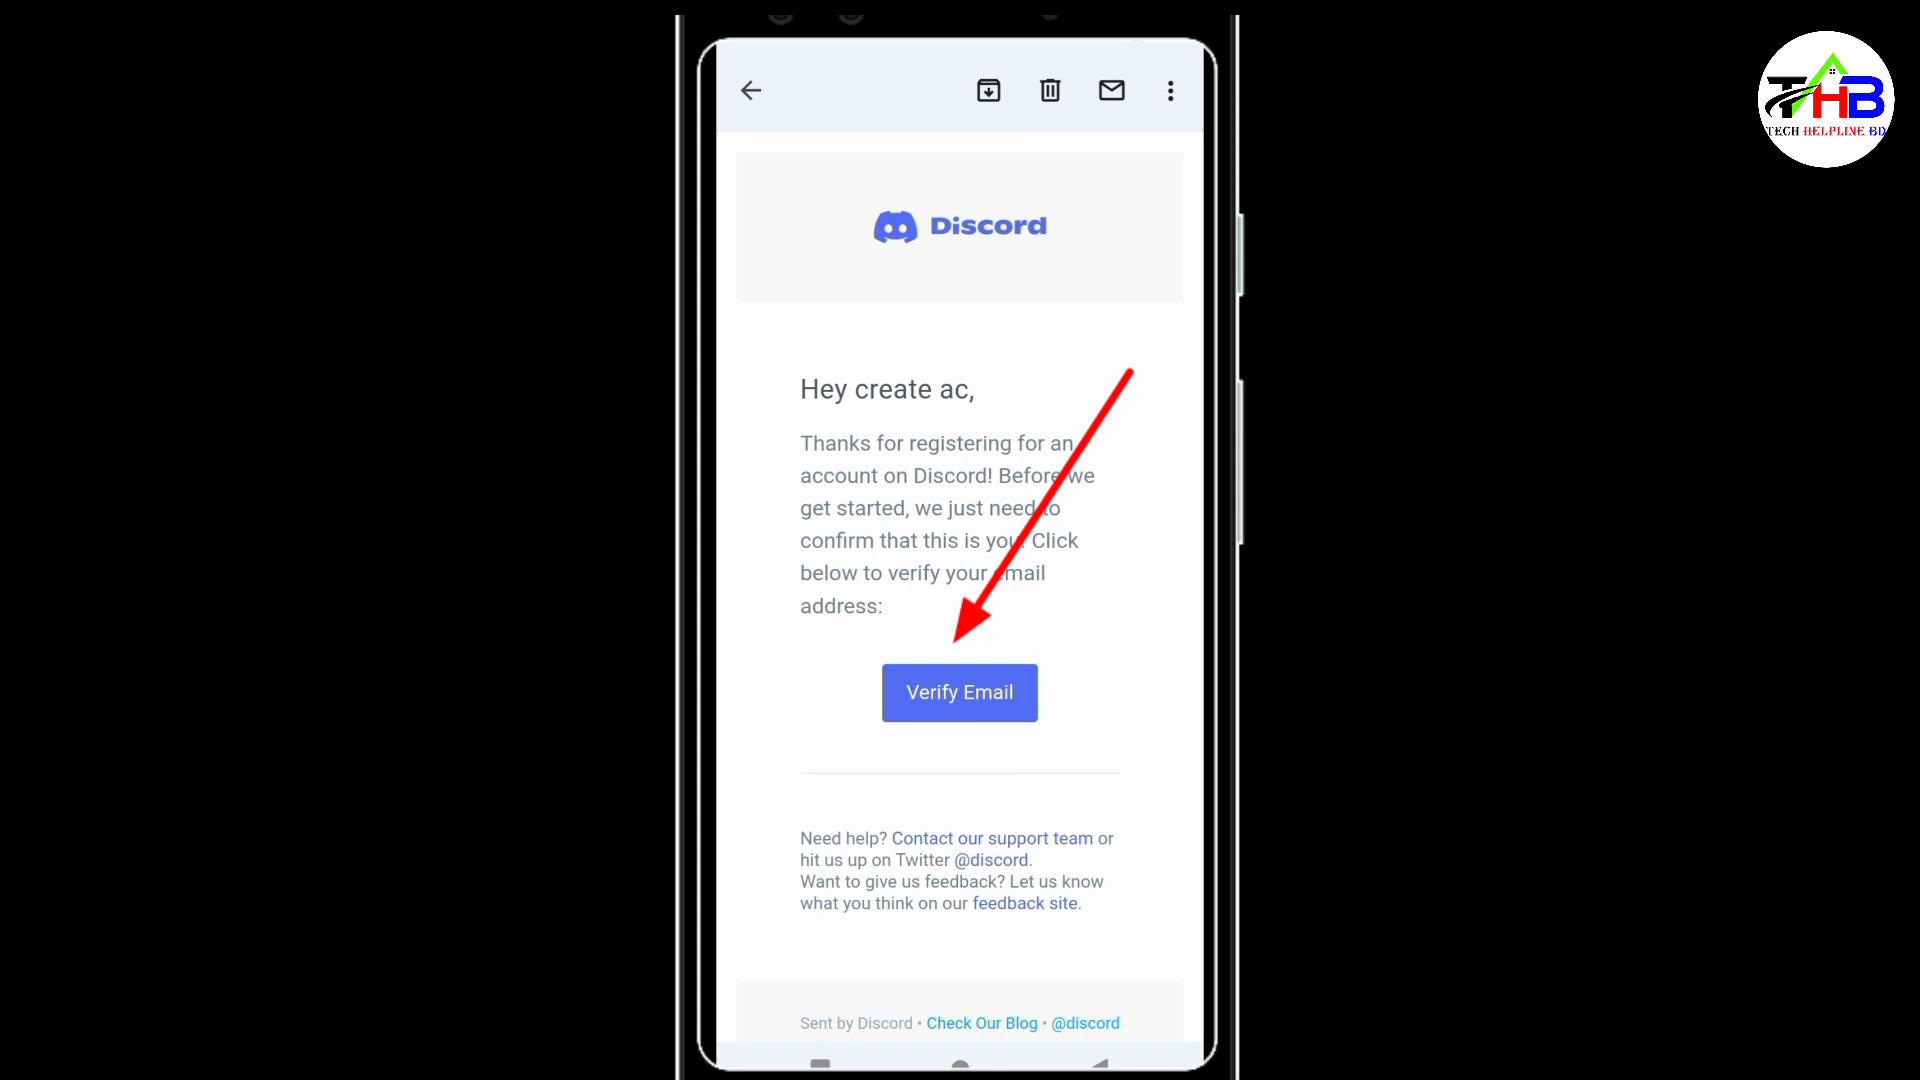 THB
TECH HELPLINE BD
Discord
Hey create ac,
Thanks for registering for an
account on Discord! Before we
get started, we just need to
confirm that this is you. Click
below to verify your email
address:
Verify Email
Need help? Contact our support team or
hit us up on Twitter @discord.
Want to give us feedback? Let us know
what you think on our feedback site.
Sent by Discord • Check Our Blog • @discord